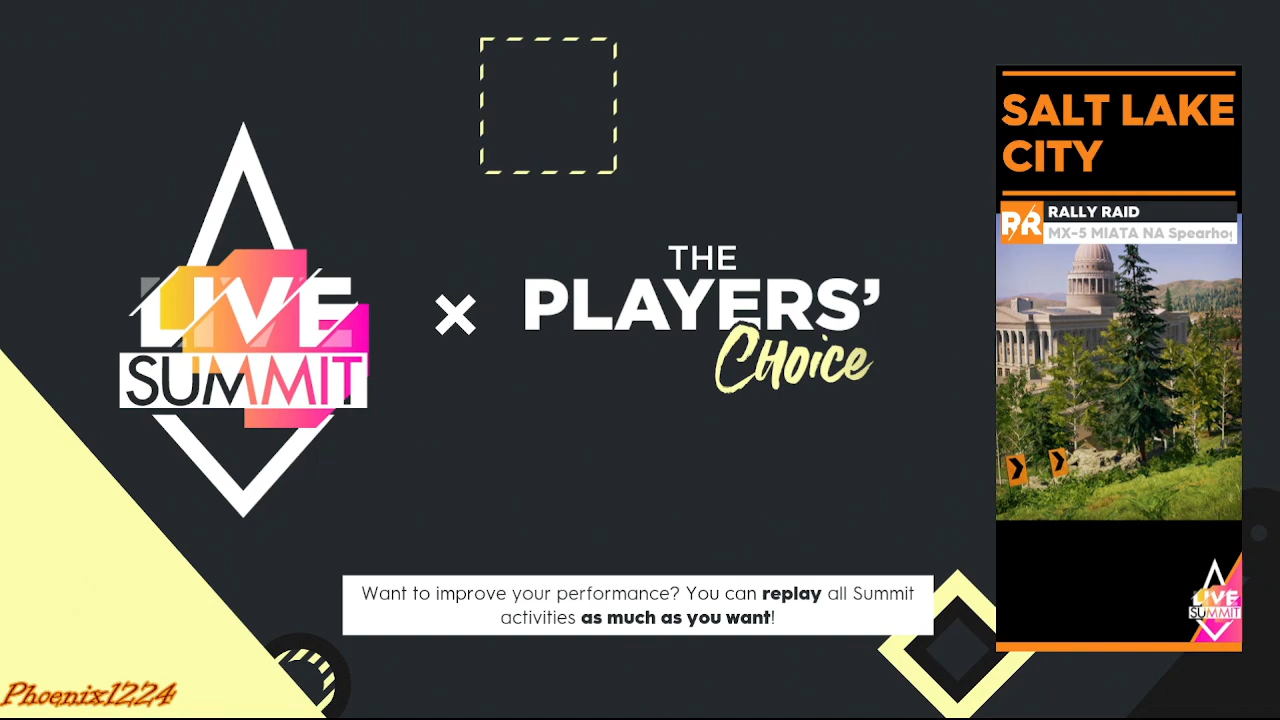 LIVE
SUMMIT
×
THE
PLAYERS'
CHOICE
SALT LAKE
CITY
RR
RALLY RAID
MX-5 MIATA NA Spearho
LIVE
SUMMIT
Want to improve your performance? You can replay all Summit
activities as much as you want!
Phoenix1224